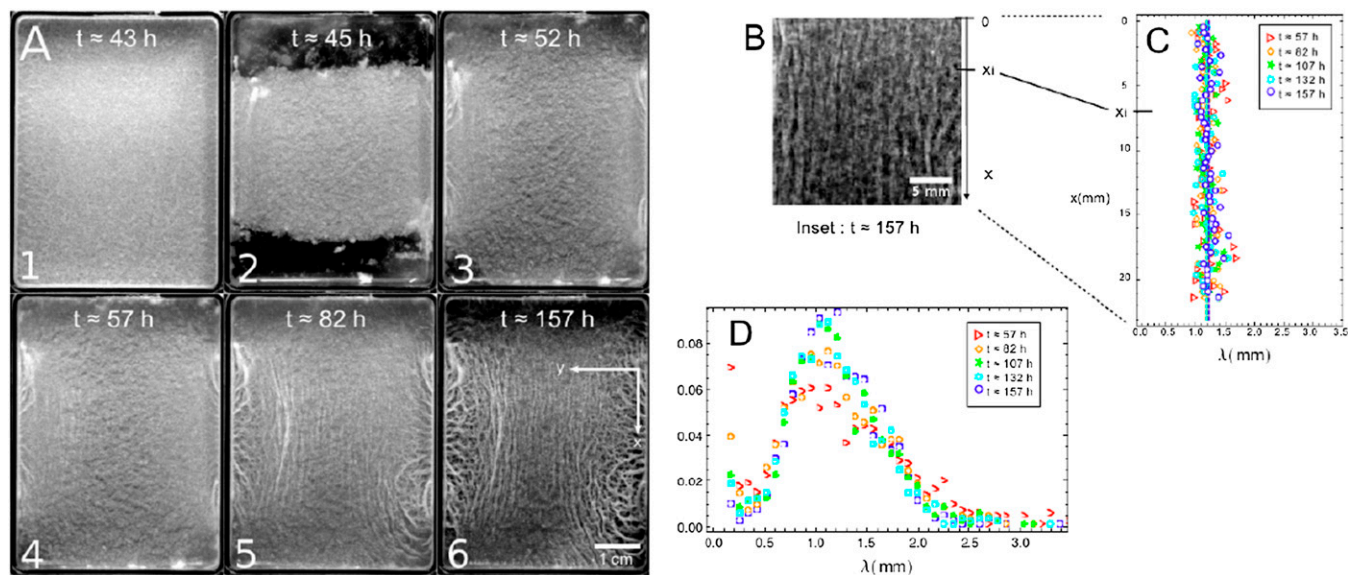 A
t ≈ 43 h
1
t ≈ 45 h
2
t ≈ 52 h
3
t ≈ 57 h
4
t ≈ 82 h
5
t ≈ 157 h
y
x
1 cm
6
B
0
xi
x
5 mm
Inset : t ≈ 157 h
C
t ≈ 57 h
t ≈ 82 h
t ≈ 107 h
t ≈ 132 h
t ≈ 157 h
0
5
xi
10
x(mm)
15
20
0.0 0.5 1.0 1.5 2.0 2.5 3.0 3.5
λ(mm)
D
t ≈ 57 h
t ≈ 82 h
t ≈ 107 h
t ≈ 132 h
t ≈ 157 h
0.08
0.06
0.04
0.02
0.00
0.0 0.5 1.0 1.5 2.0 2.5 3.0
λ(mm)